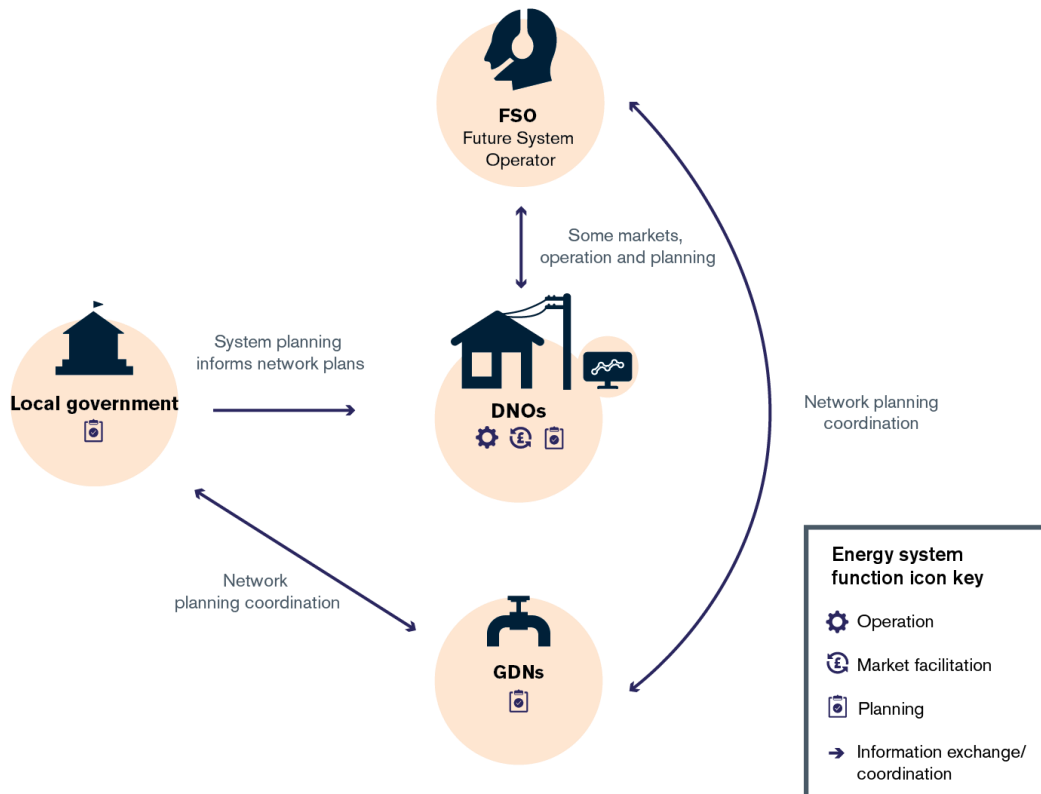 FSO
Future System
Operator
Some markets,
operation and planning
System planning
informs network plans
Local government
DNOs
£
Network planning
coordination
Network
planning coordination
GDNs
Energy system
function icon key
Operation
£
Market facilitation
Planning
Information exchange/
coordination